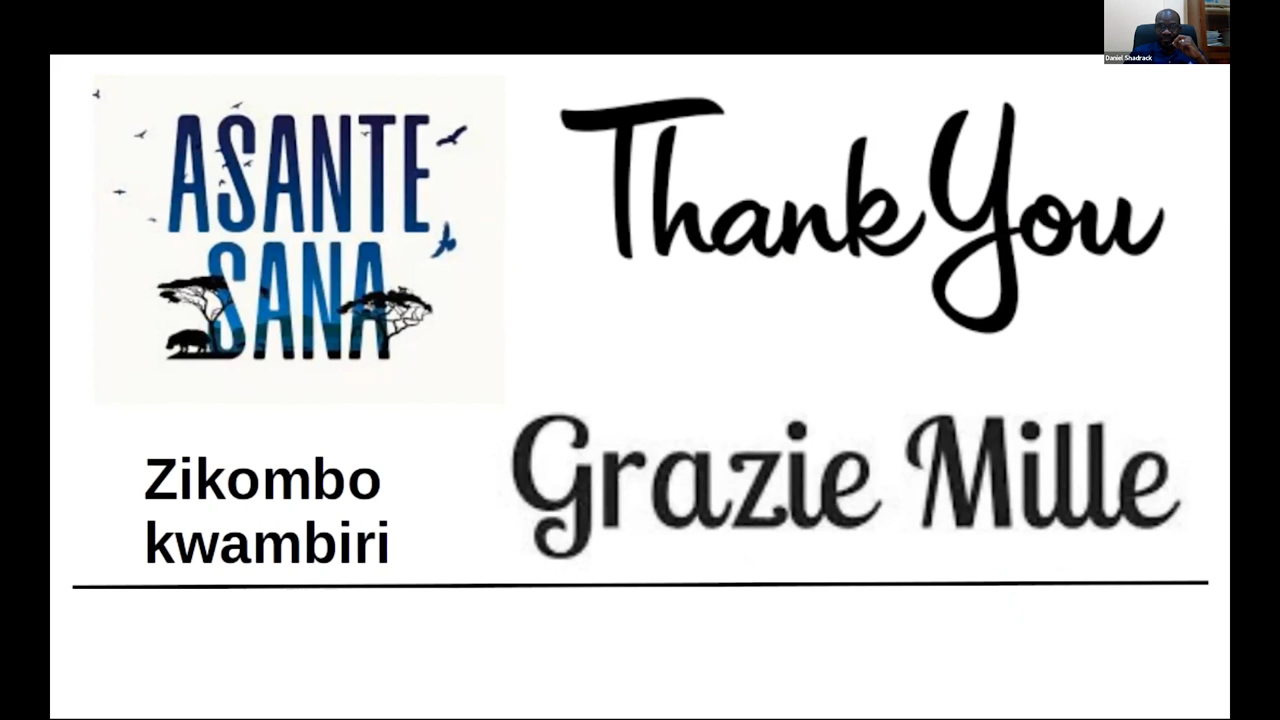 Daniel Shadrack
ASANTE
SANA
Thank You
Zikombo
kwambiri
Grazie Mille